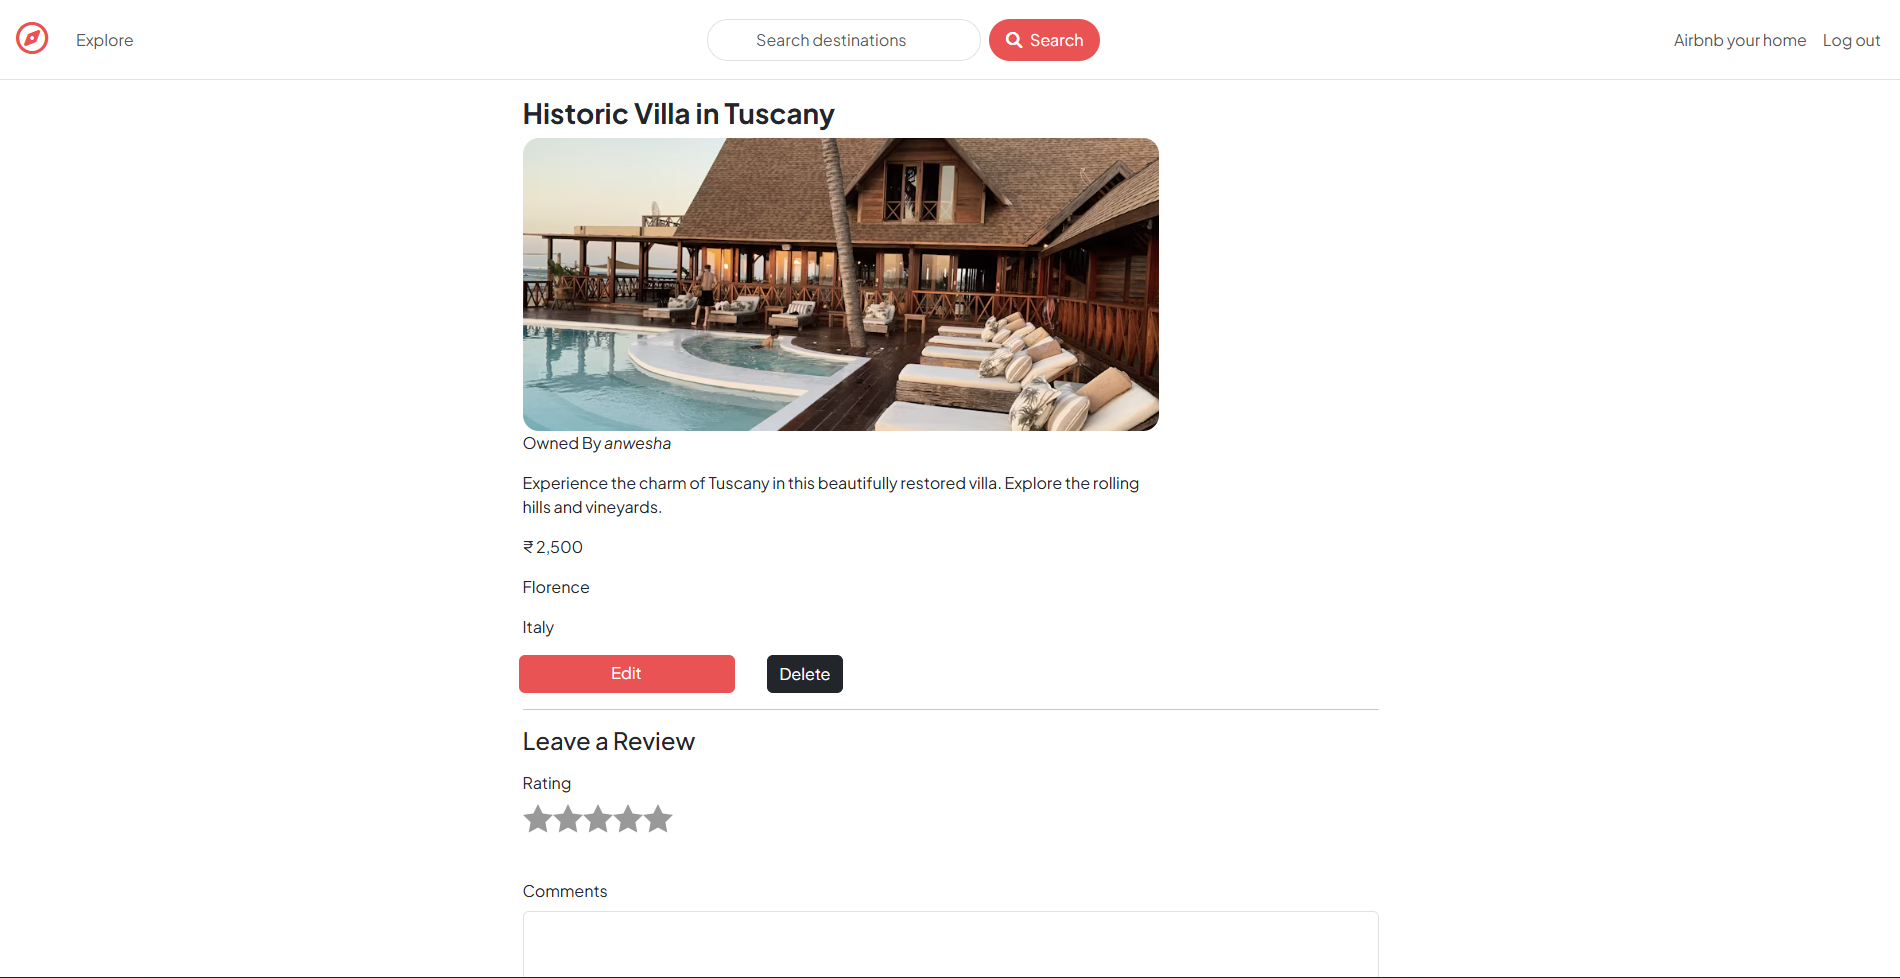 Explore
Search destinations
Search
Airbnb your home
Log out
Historic Villa in Tuscany
Owned By anwesha
Experience the charm of Tuscany in this beautifully restored villa. Explore the rolling
hills and vineyards.
₹ 2,500
Florence
Italy
Edit
Delete
Leave a Review
Rating
Comments